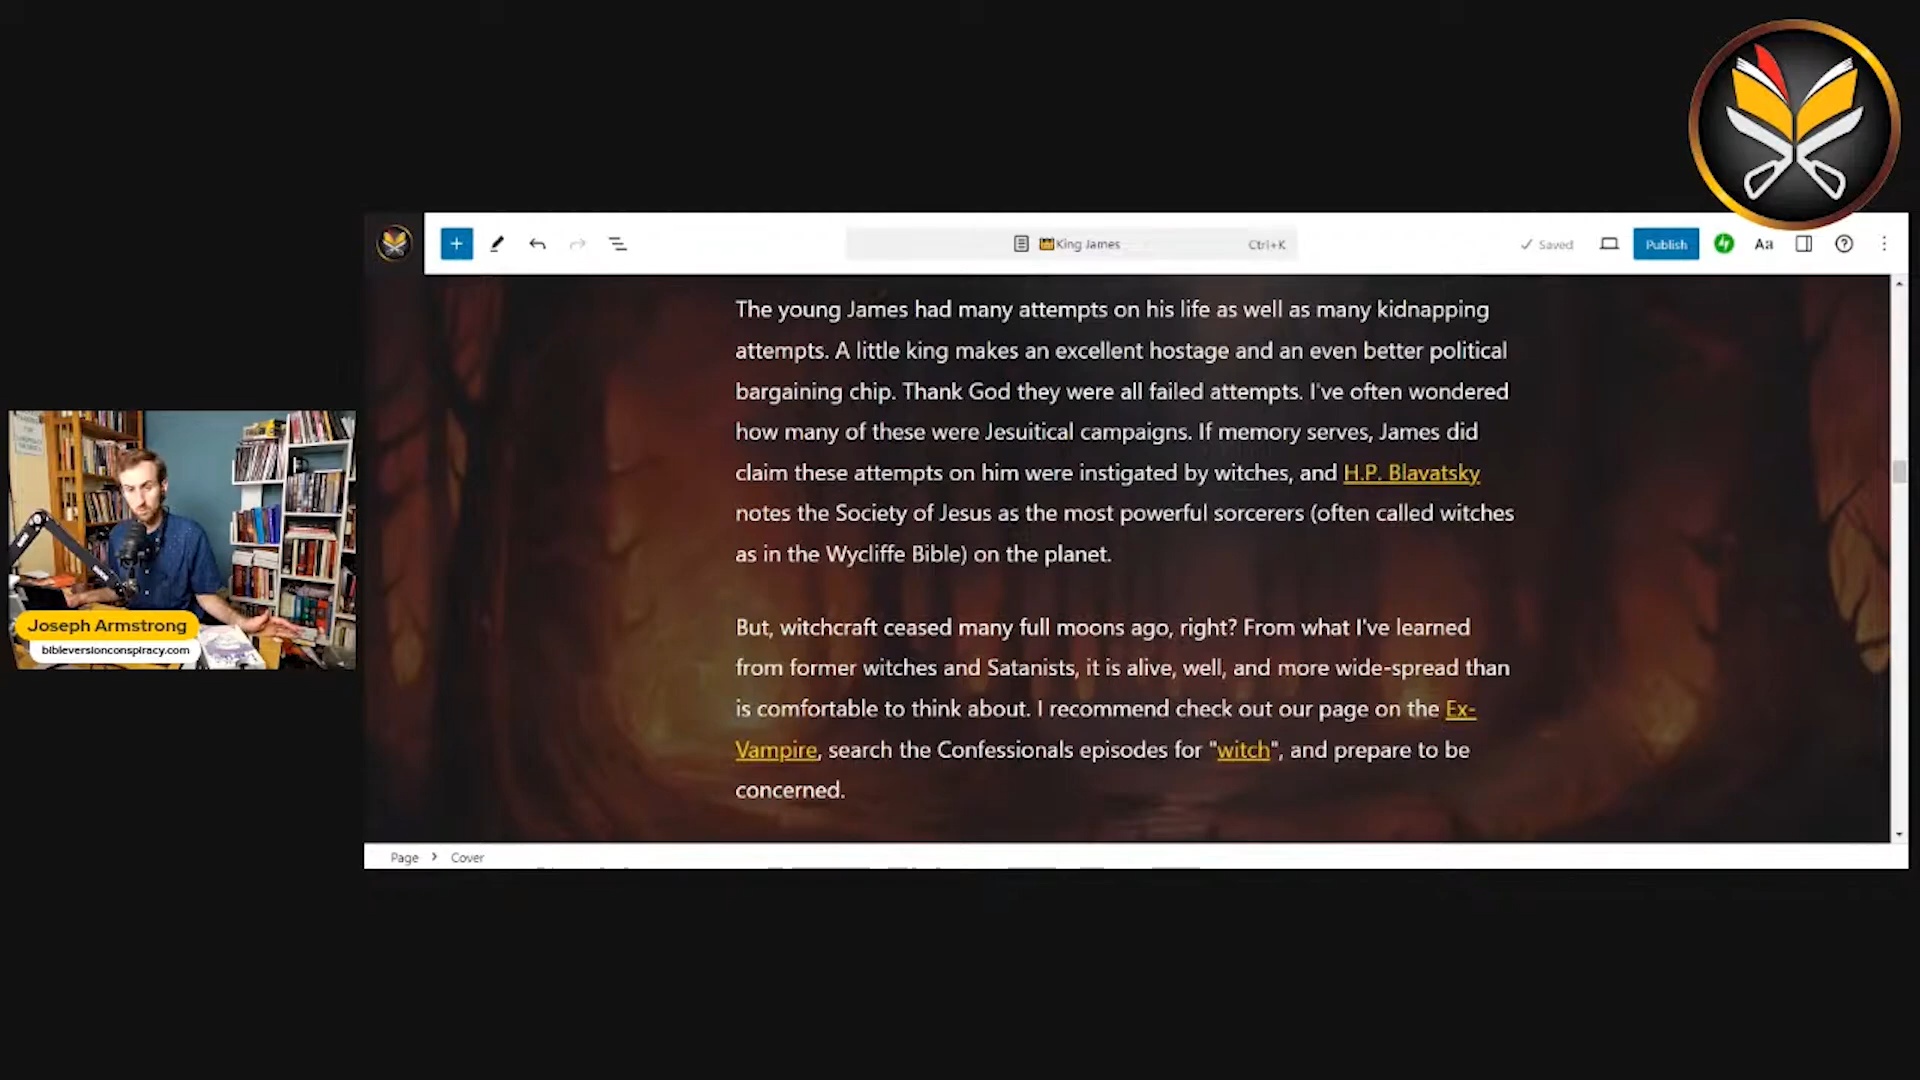 King James
Ctrl+K
Saved
Publish
Aa
The young James had many attempts on his life as well as many kidnapping
attempts. A little king makes an excellent hostage and an even better political
bargaining chip. Thank God they were all failed attempts. I've often wondered
how many of these were Jesuitical campaigns. If memory serves, James did
claim these attempts on him were instigated by witches, and H.P. Blavatsky
notes the Society of Jesus as the most powerful sorcerers (often called witches
as in the Wycliffe Bible) on the planet.
But, witchcraft ceased many full moons ago, right? From what I've learned
from former witches and Satanists, it is alive, well, and more wide-spread than
is comfortable to think about. I recommend check out our page on the Ex-
Vampire, search the Confessionals episodes for "witch", and prepare to be
concerned.
Page > Cover
Joseph Armstrong
bibleversionconspiracy.com